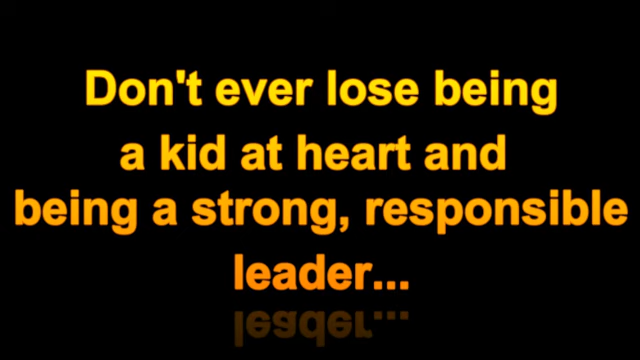 Don't ever lose being
a kid at heart and
being a strong, responsible
leader...